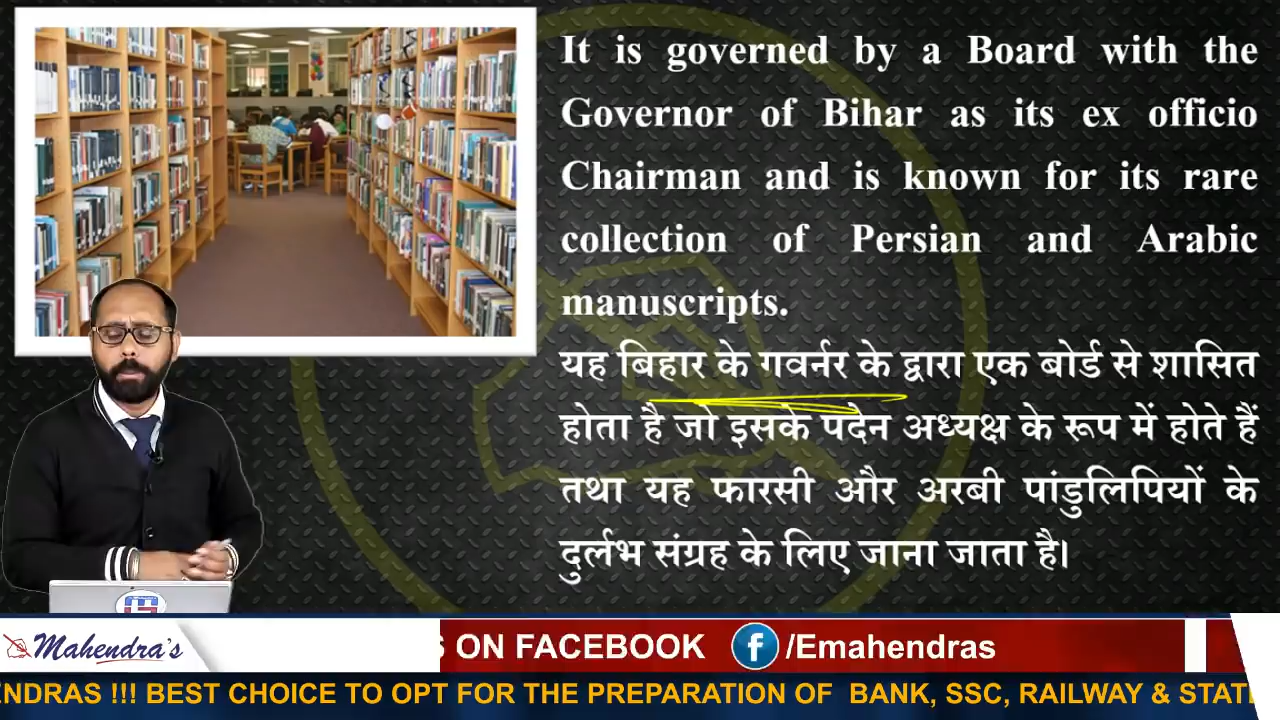 It is governed by a Board with the
Governor of Bihar as its ex officio
Chairman and is known for its rare
collection of Persian and Arabic
manuscripts.
यह बिहार के गवर्नर के द्वारा एक बोर्ड से शासित
होता है जो इसके पदेन अध्यक्ष के रूप में होते हैं
तथा यह फारसी और अरबी पांडुलिपियों के
दुर्लभ संग्रह के लिए जाना जाता है।
Mahendra's
S ON FACEBOOK f /Emahendras
ENDRAS !!! BEST CHOICE TO OPT FOR THE PREPARATION OF BANK, SSC, RAILWAY & STAT